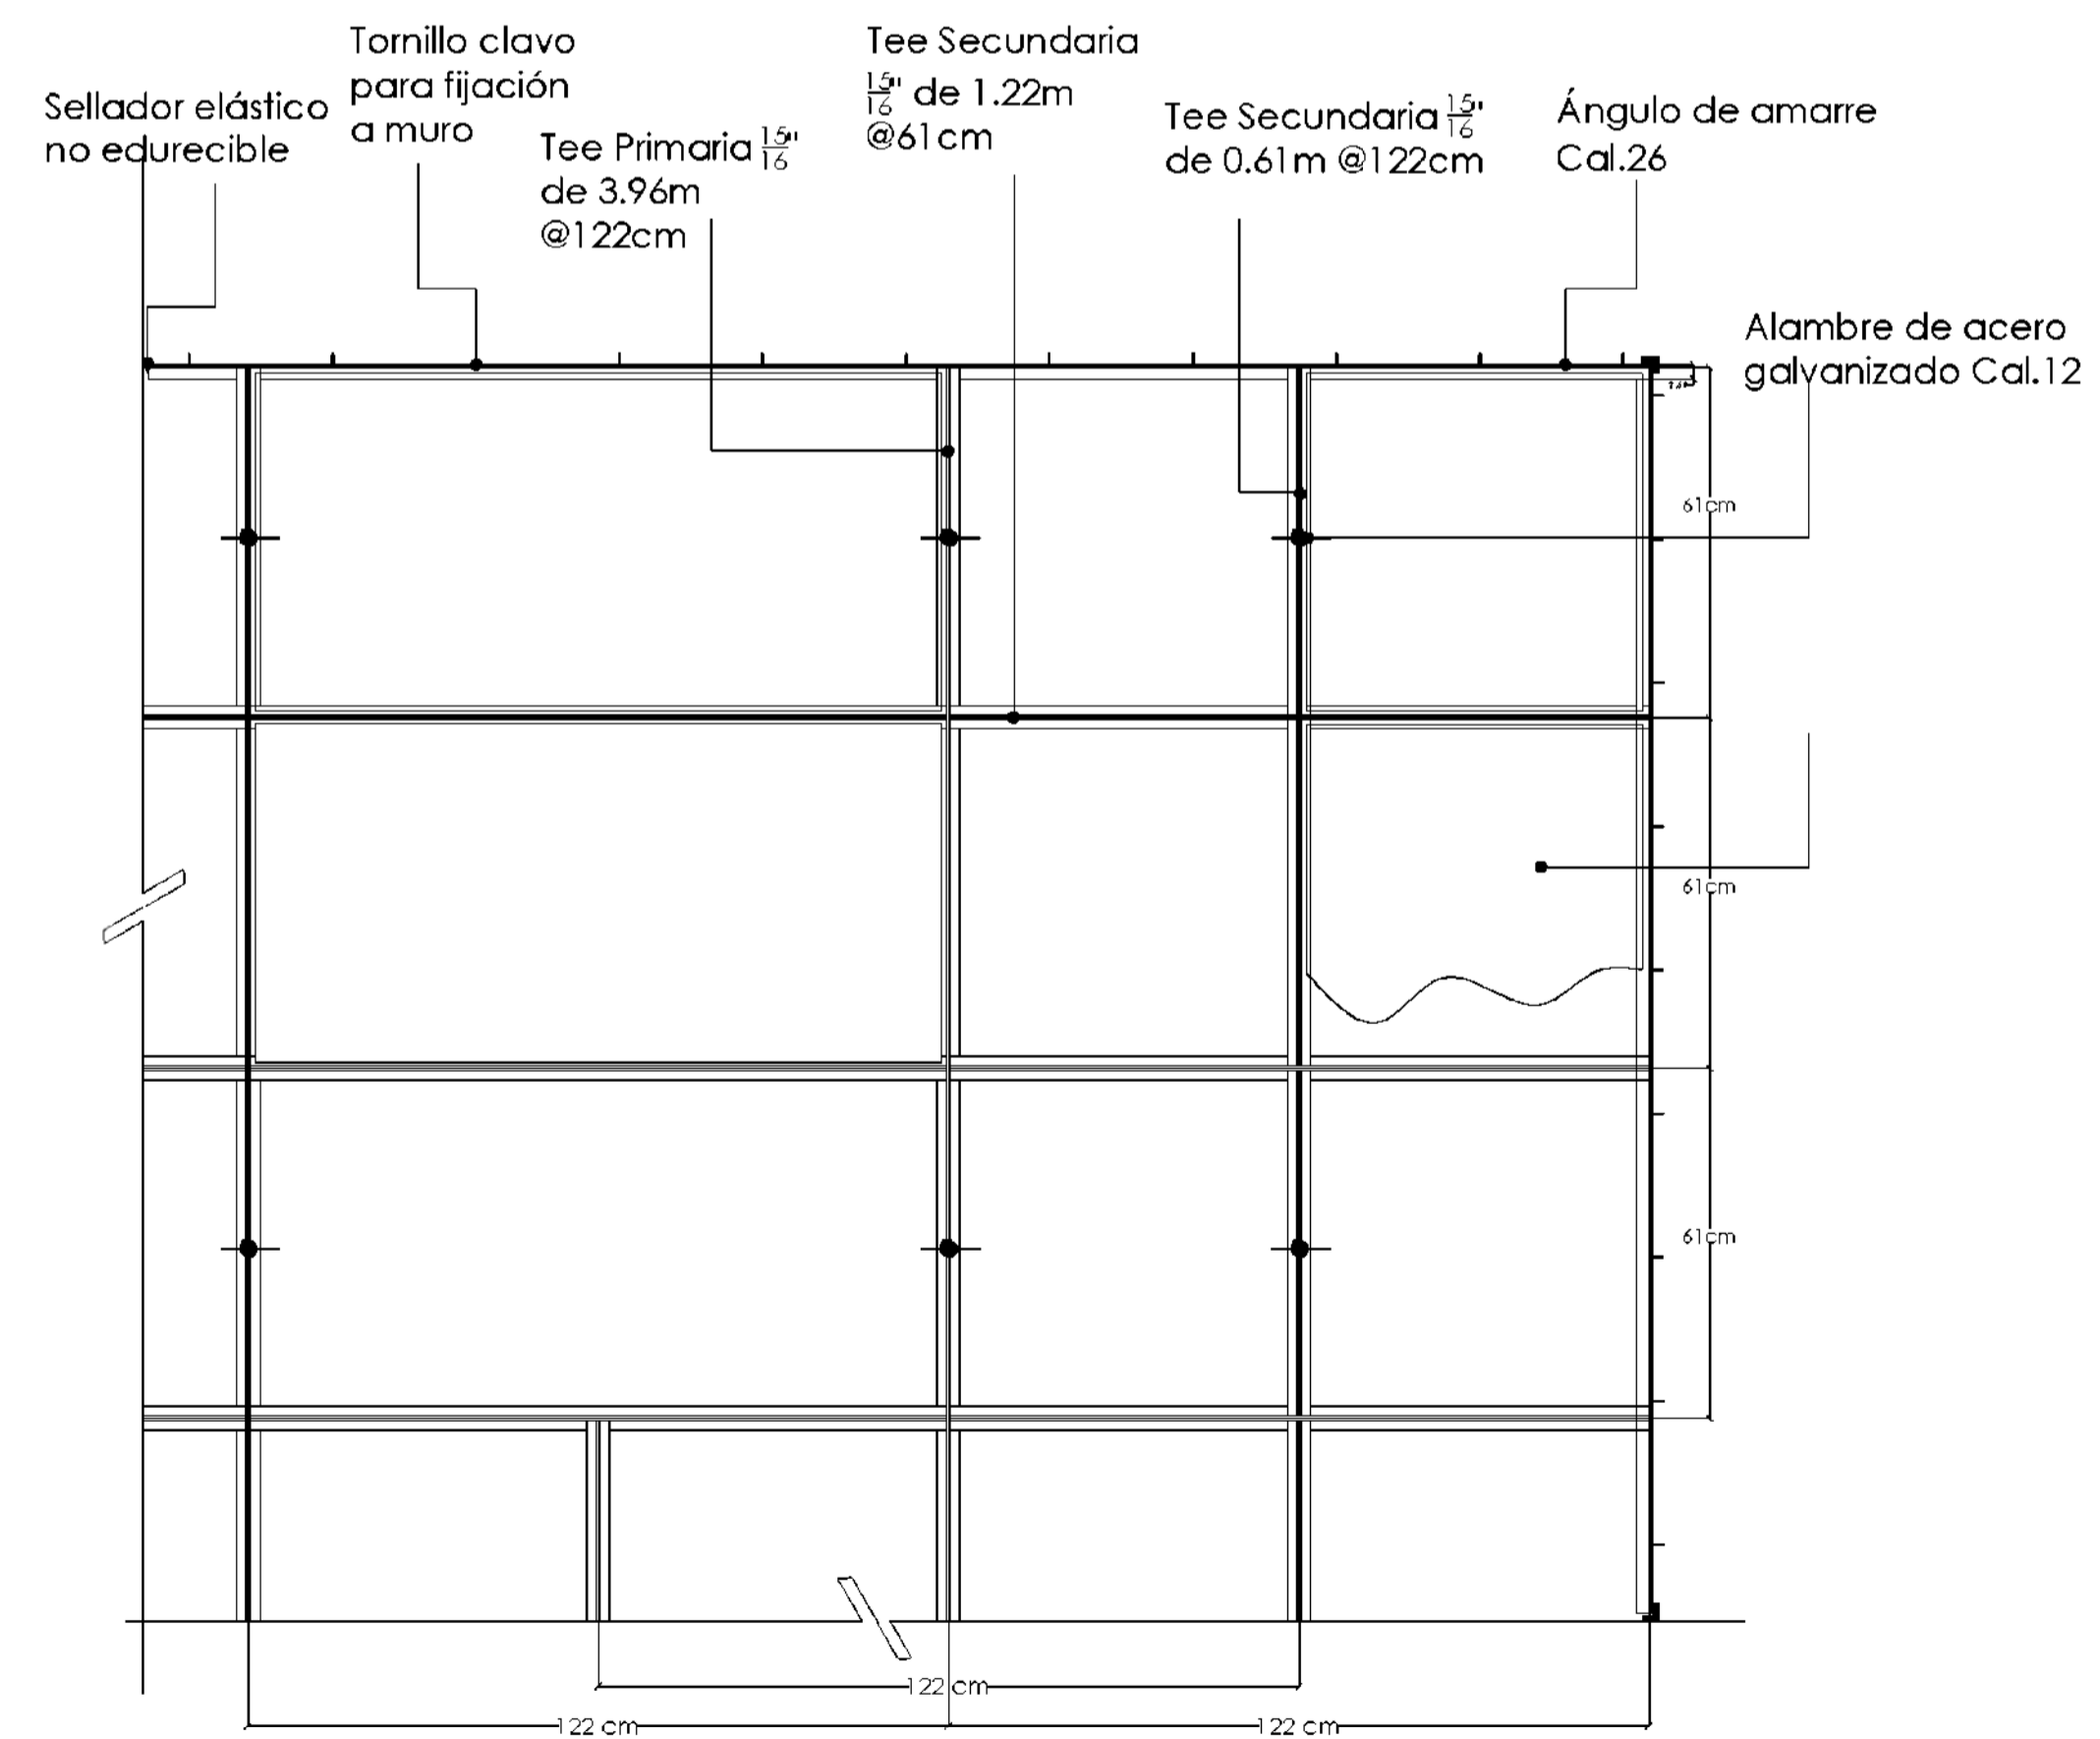 Sellador elástico
no edurecible
Tornillo clavo
para fijación
a muro
Tee Primaria 15/16"
de 3.96m
@122cm
Tee Secundaria
15/16" de 1.22m
@61cm
Tee Secundaria 15/16"
de 0.61m @122cm
Ángulo de amarre
Cal.26
Alambre de acero
galvanizado Cal.12
61cm
61cm
61cm
122 cm
122 cm
122 cm